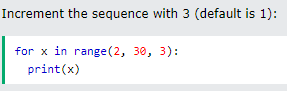 Increment the sequence with 3 (default is 1):
for x in range(2, 30, 3):
  print(x)